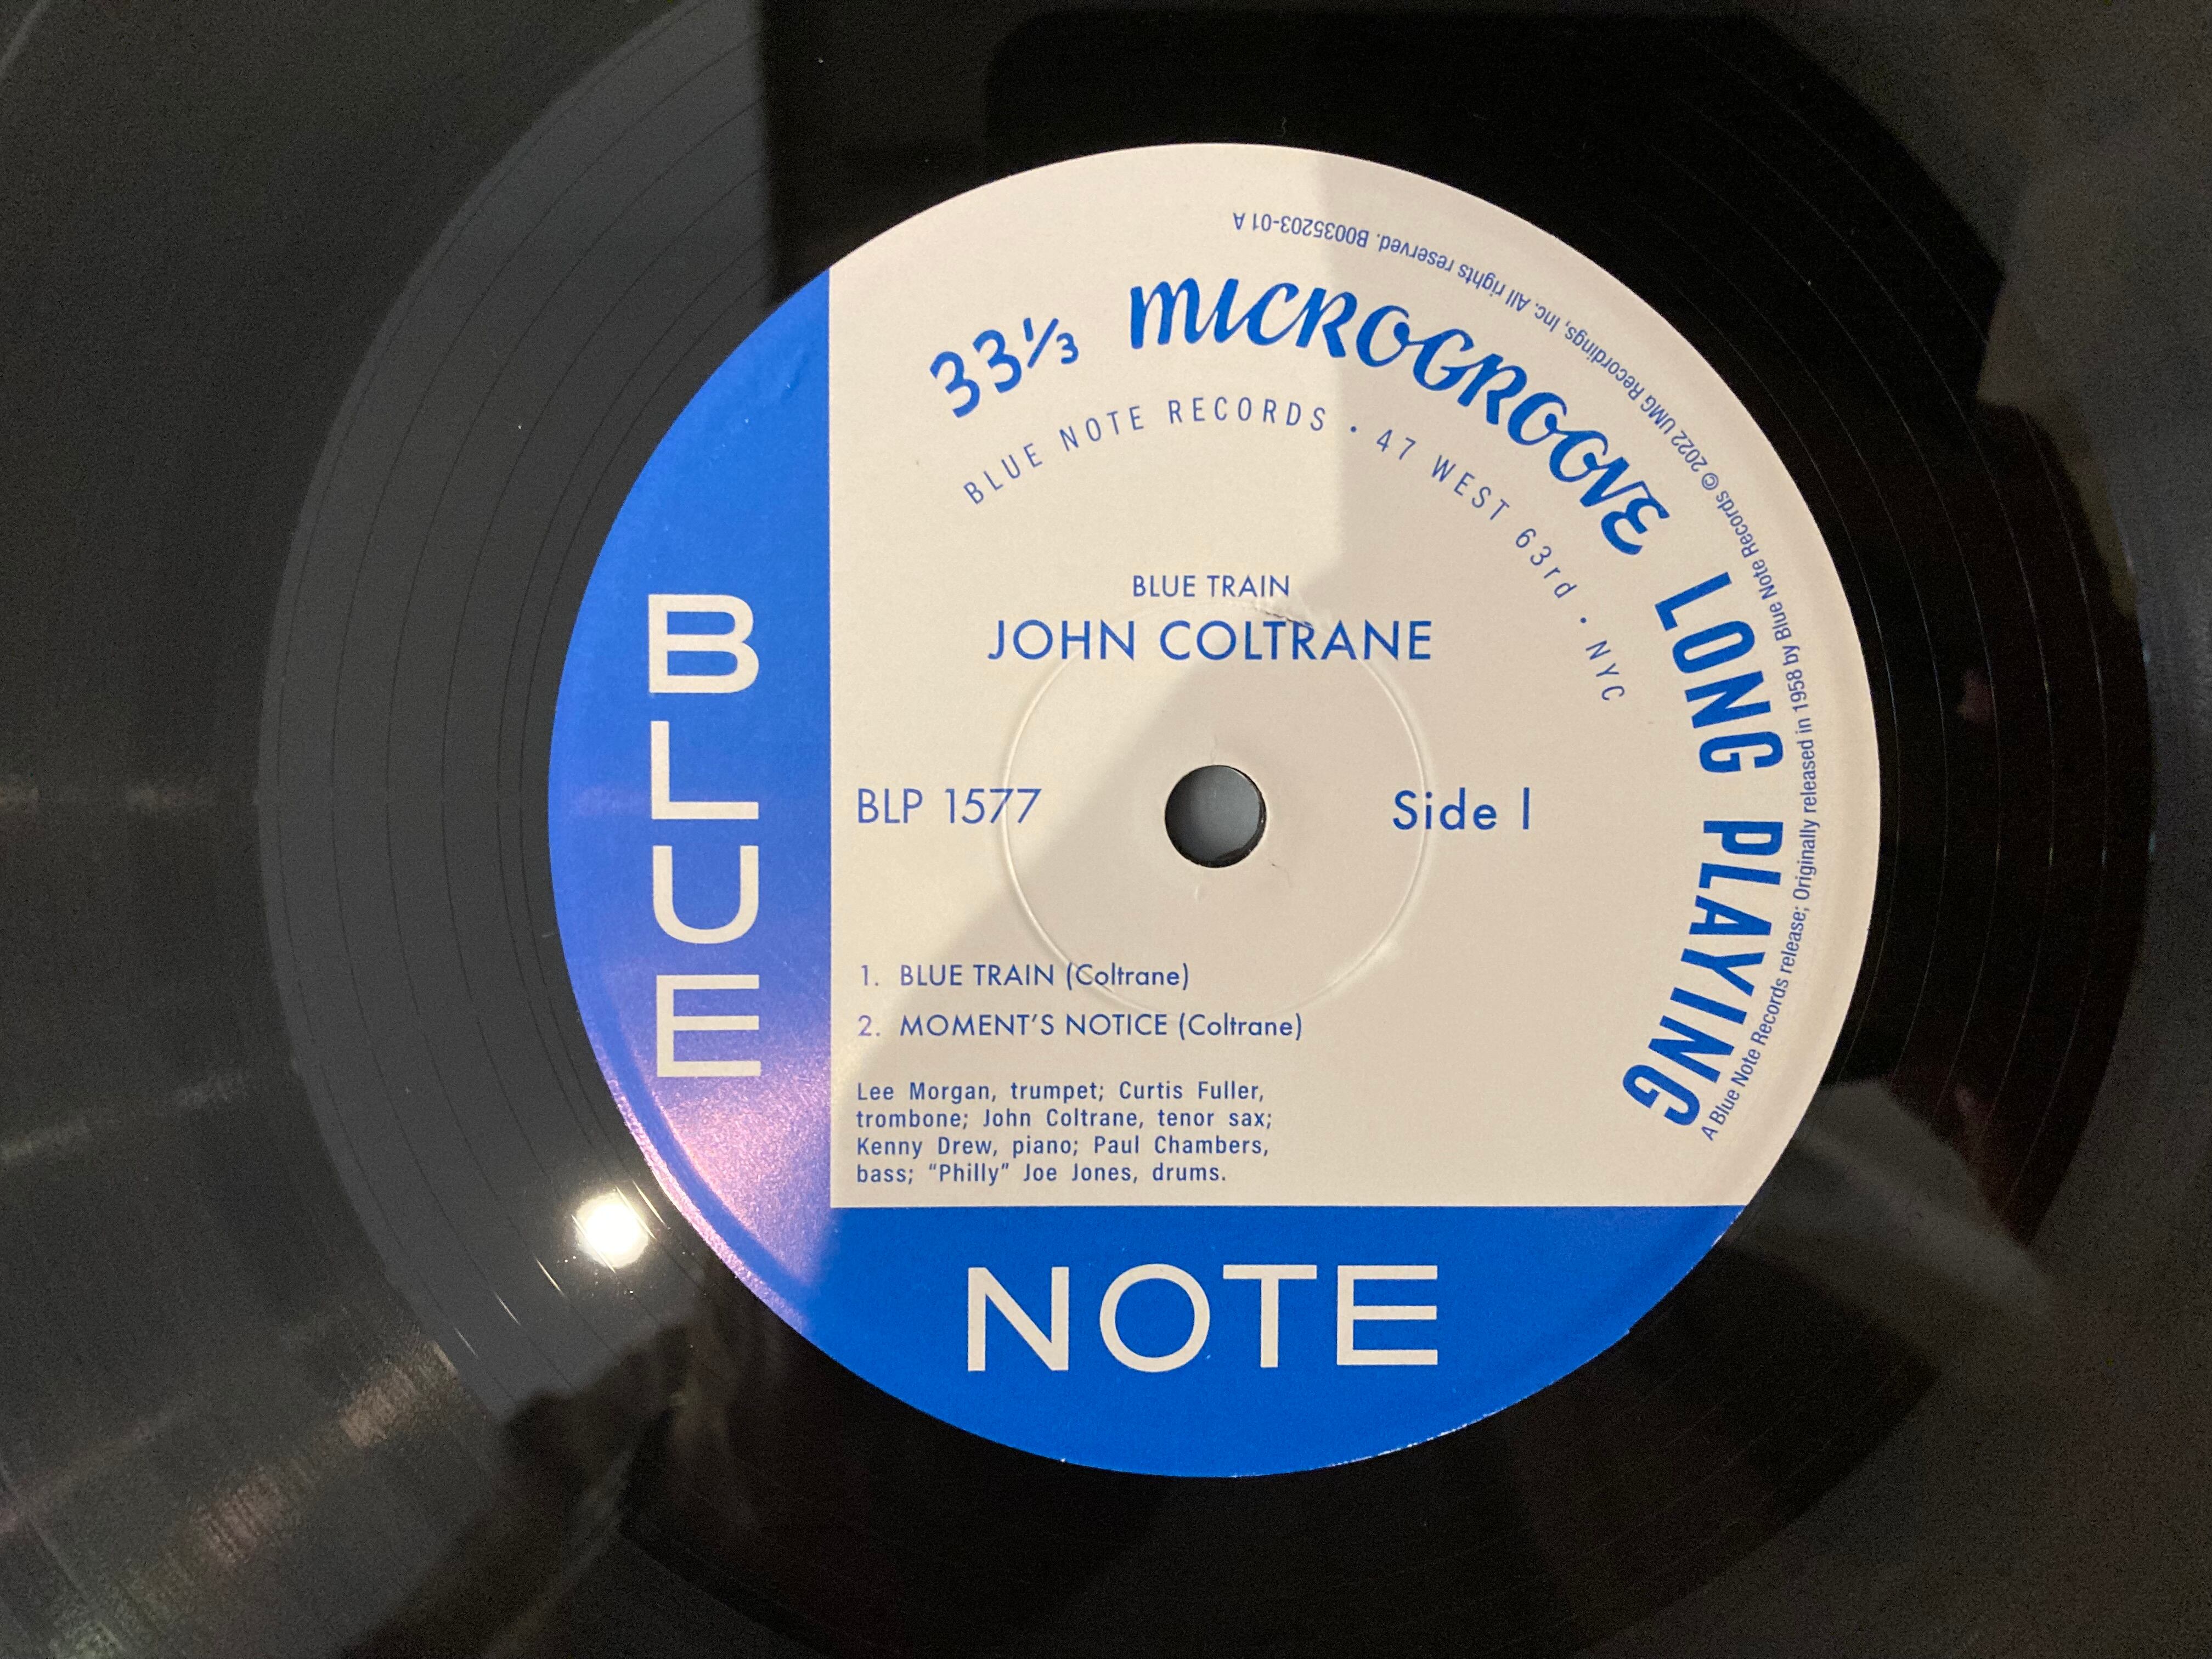 33⅓ MICROGROOVE LONG PLAYING
BLUE NOTE RECORDS • 47 WEST 63rd • NYC
A Blue Note Records release; Originally released in 1958 by Blue Note Records © 2022 UMG Recordings, Inc. All rights reserved. B0035203-01 A
BLUE TRAIN
JOHN COLTRANE
BLP 1577
Side 1
1. BLUE TRAIN (Coltrane)
2. MOMENT'S NOTICE (Coltrane)
Lee Morgan, trumpet; Curtis Fuller,
trombone; John Coltrane, tenor sax;
Kenny Drew, piano; Paul Chambers,
bass; “Philly” Joe Jones, drums.
BLUE
NOTE